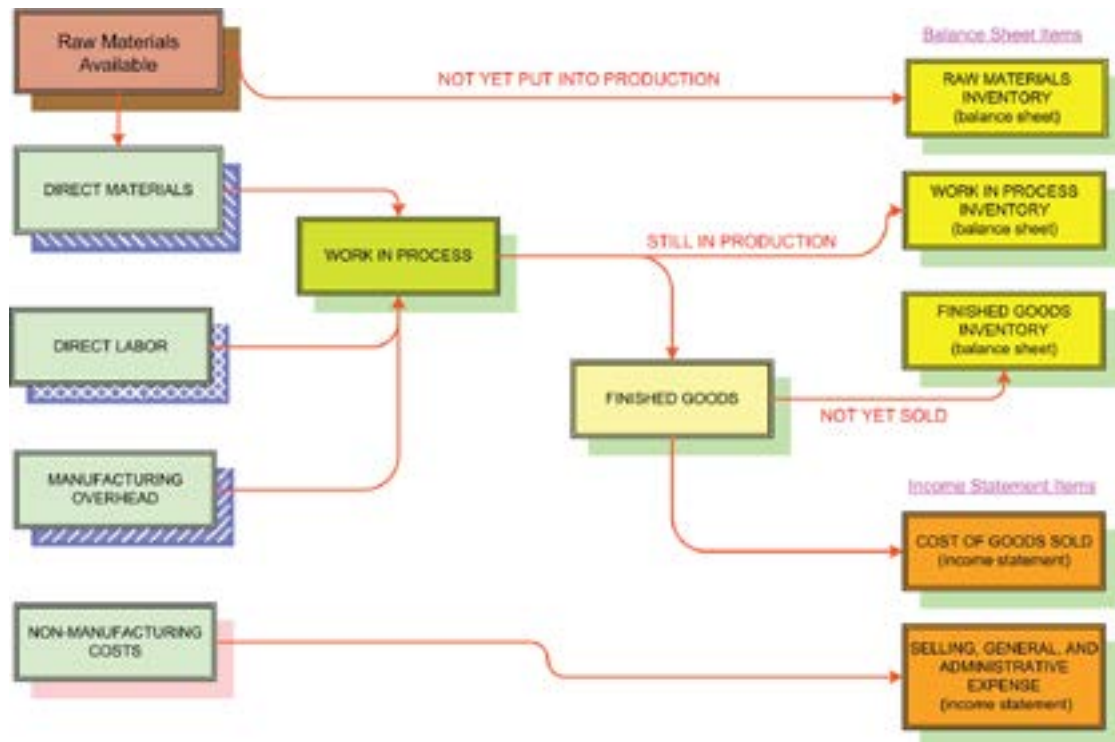 Raw Materials
Available
Balance Sheet Items
NOT YET PUT INTO PRODUCTION
RAW MATERIALS
INVENTORY
(balance sheet)
DIRECT MATERIALS
WORK IN PROCESS
INVENTORY
(balance sheet)
WORK IN PROCESS
STILL IN PRODUCTION
DIRECT LABOR
FINISHED GOODS
INVENTORY
(balance sheet)
FINISHED GOODS
NOT YET SOLD
MANUFACTURING
OVERHEAD
Income Statement Items
COST OF GOODS SOLD
(income statement)
NON-MANUFACTURING
COSTS
SELLING, GENERAL, AND
ADMINISTRATIVE
EXPENSE
(income statement)